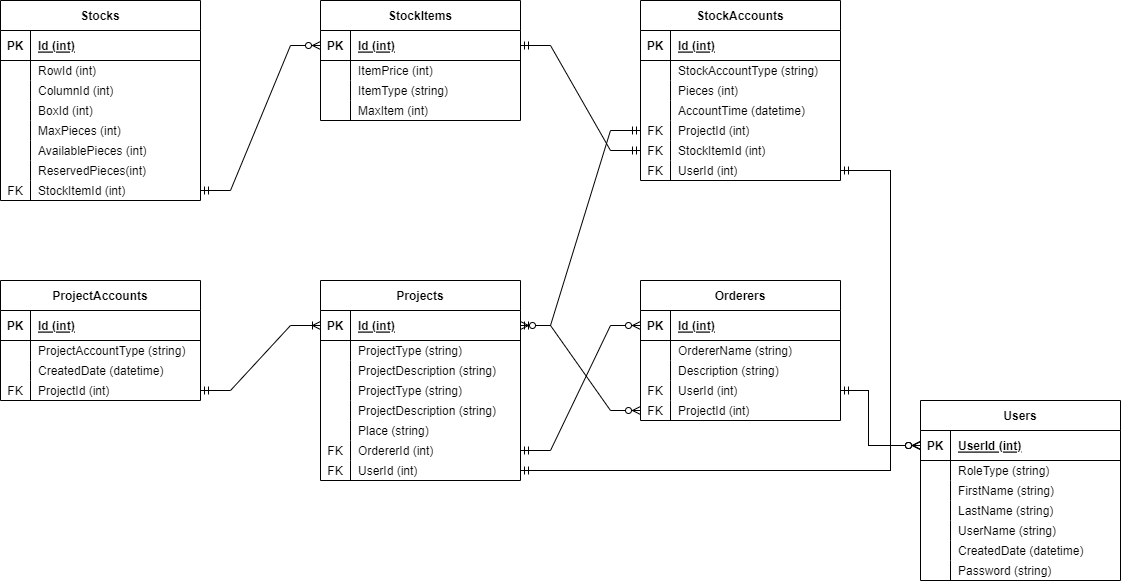 Stocks
PK Id (int)
RowId (int)
ColumnId (int)
BoxId (int)
MaxPieces (int)
AvailablePieces (int)
ReservedPieces(int)
FK StockItemId (int)
StockItems
PK Id (int)
ItemPrice (int)
ItemType (string)
MaxItem (int)
StockAccounts
PK Id (int)
StockAccountType (string)
Pieces (int)
AccountTime (datetime)
FK ProjectId (int)
FK StockItemId (int)
FK UserId (int)
ProjectAccounts
PK Id (int)
ProjectAccountType (string)
CreatedDate (datetime)
FK ProjectId (int)
Projects
PK Id (int)
ProjectType (string)
ProjectDescription (string)
ProjectType (string)
ProjectDescription (string)
Place (string)
FK OrdererId (int)
FK UserId (int)
Orderers
PK Id (int)
OrdererName (string)
Description (string)
FK UserId (int)
FK ProjectId (int)
Users
PK UserId (int)
RoleType (string)
FirstName (string)
LastName (string)
UserName (string)
CreatedDate (datetime)
Password (string)